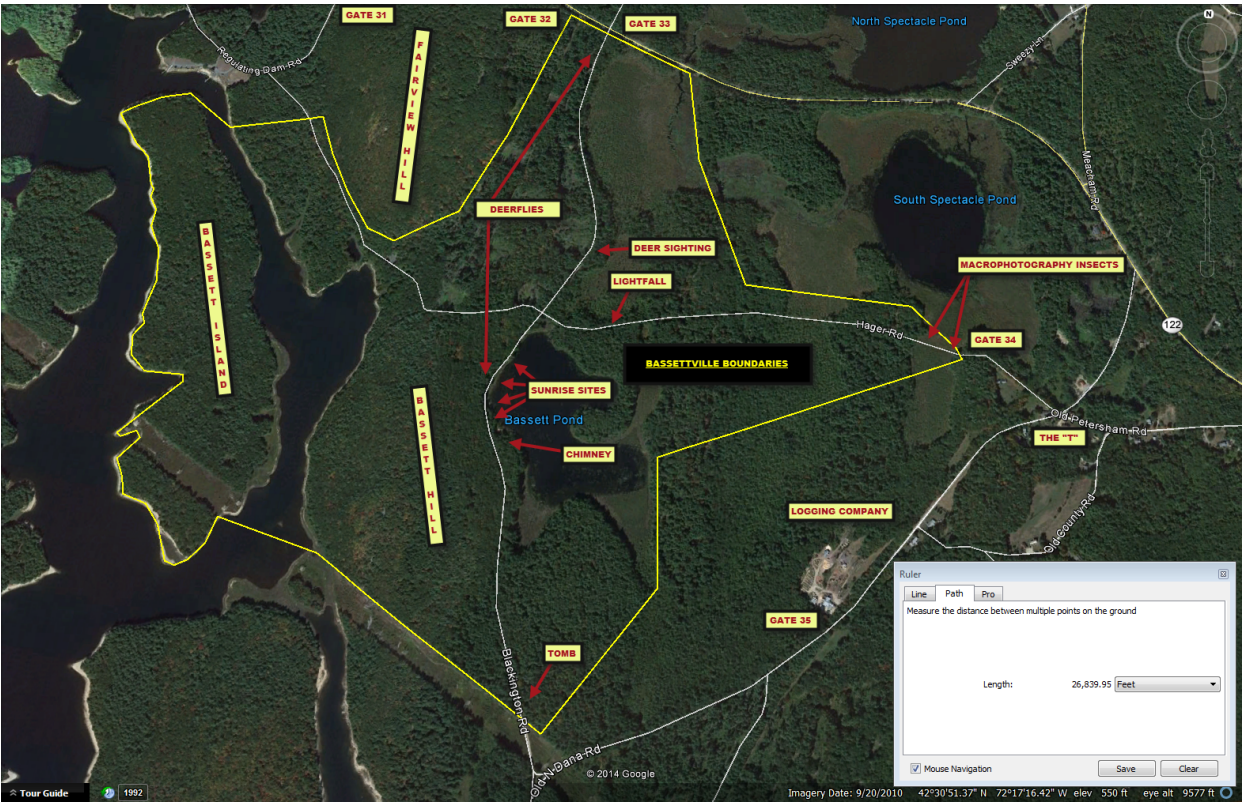 GATE 31
GATE 32
GATE 33
North Spectacle Pond
N
Regulating Dam Rd
FAIRVIEW HILL
Sweezy Ln
Meacham Rd
South Spectacle Pond
DEERFLIES
BASSETT ISLAND
DEER SIGHTING
MACROPHOTOGRAPHY INSECTS
LIGHTFALL
Hager Rd
122
GATE 34
BASSETTVILLE BOUNDARIES
SUNRISE SITES
BASSETT HILL
Bassett Pond
Old Petersham Rd
THE "T"
CHIMNEY
LOGGING COMPANY
Old County Rd
GATE 35
TOMB
Blackington Rd
Old N Dana Rd
Ruler
Line Path Pro
Measure the distance between multiple points on the ground
Length: 26,839.95 Feet
Mouse Navigation Save Clear
© 2014 Google
Tour Guide 1992
Imagery Date: 9/20/2010 42°30'51.37" N 72°17'16.42" W elev 550 ft eye alt 9577 ft